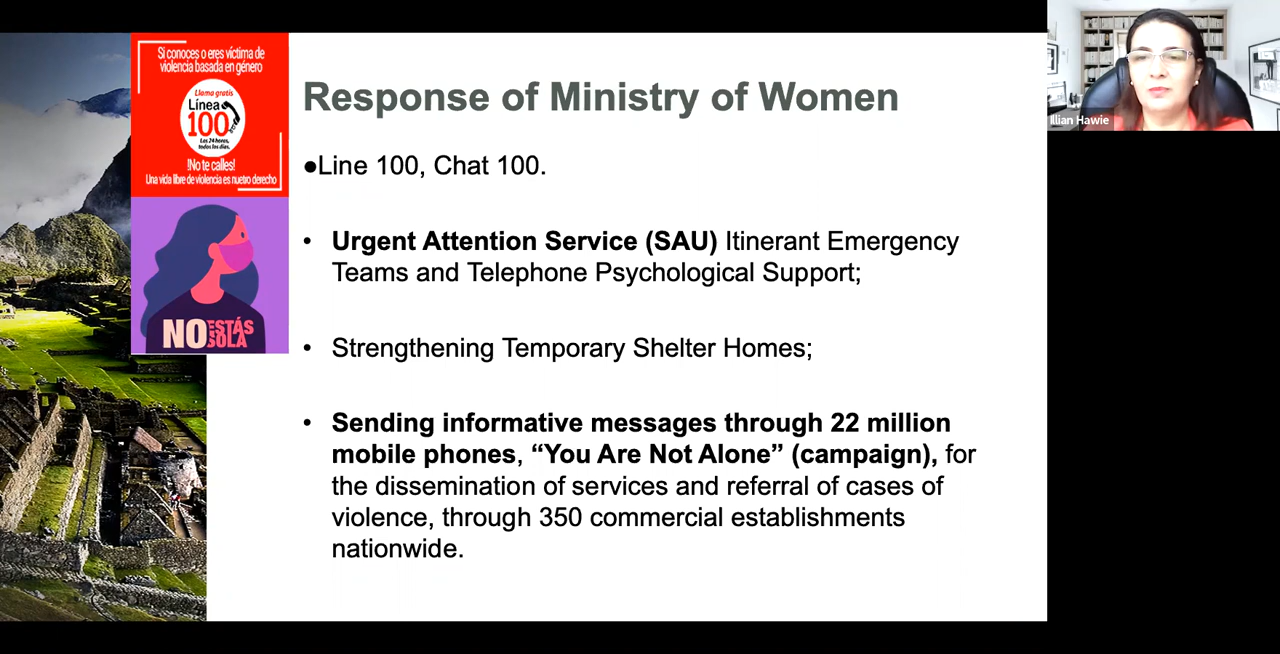 Si conoces o eres víctima de
violencia basada en género
Llama gratis
Línea
100
Las 24 horas,
todos los días.
!No te calles!
Una vida libre de violencia es nuetro derecho
NO ESTÁS
SOLA
Response of Ministry of Women
●Line 100, Chat 100.
• Urgent Attention Service (SAU) Itinerant Emergency
Teams and Telephone Psychological Support;
• Strengthening Temporary Shelter Homes;
• Sending informative messages through 22 million
mobile phones, “You Are Not Alone” (campaign), for
the dissemination of services and referral of cases of
violence, through 350 commercial establishments
nationwide.
illian Hawie